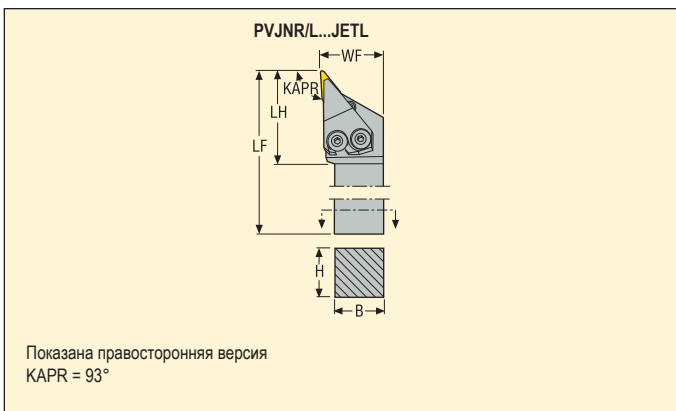 PVJNR/L...JETL
WF
KAPR
LH
LF
H
B
Показана правосторонняя версия
KAPR = 93°